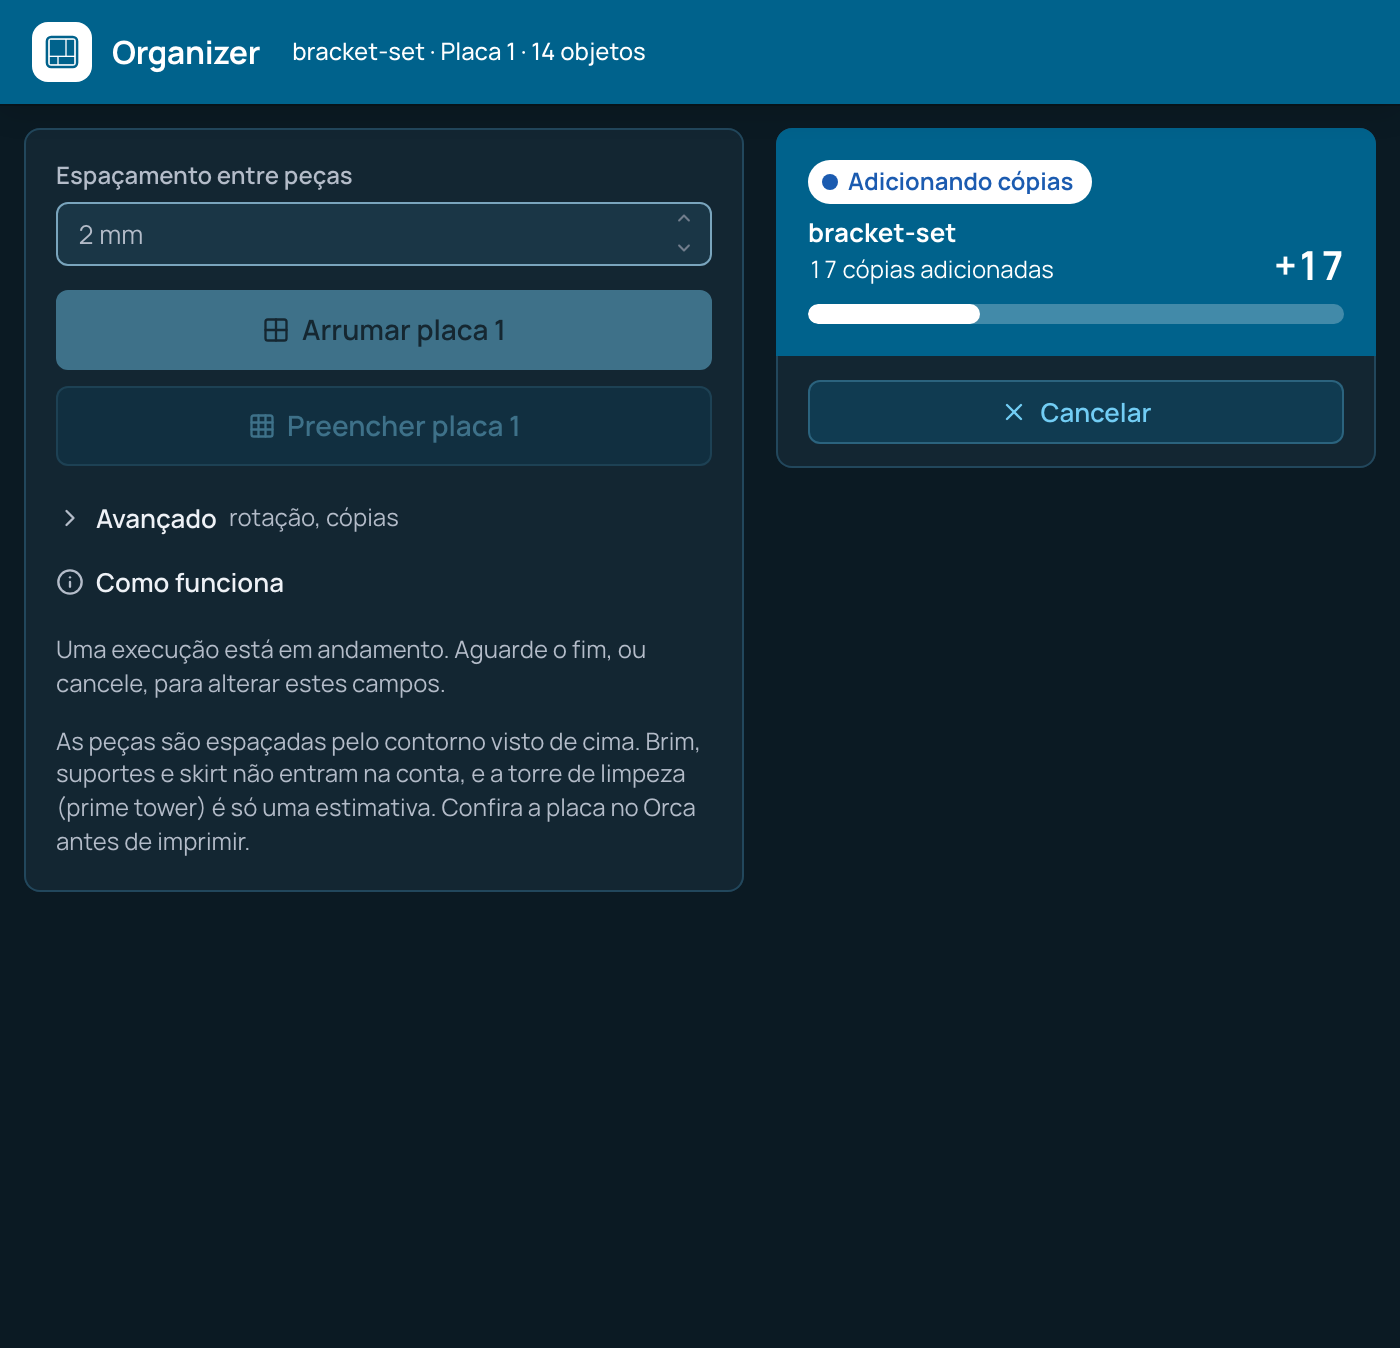 Organizer
bracket-set · Placa 1 · 14 objetos
Espaçamento entre peças
2 mm
Arrumar placa 1
Preencher placa 1
Avançado rotação, cópias
Como funciona
Uma execução está em andamento. Aguarde o fim, ou
cancele, para alterar estes campos.
As peças são espaçadas pelo contorno visto de cima. Brim,
suportes e skirt não entram na conta, e a torre de limpeza
(prime tower) é só uma estimativa. Confira a placa no Orca
antes de imprimir.
Adicionando cópias
bracket-set
17 cópias adicionadas
+17
Cancelar